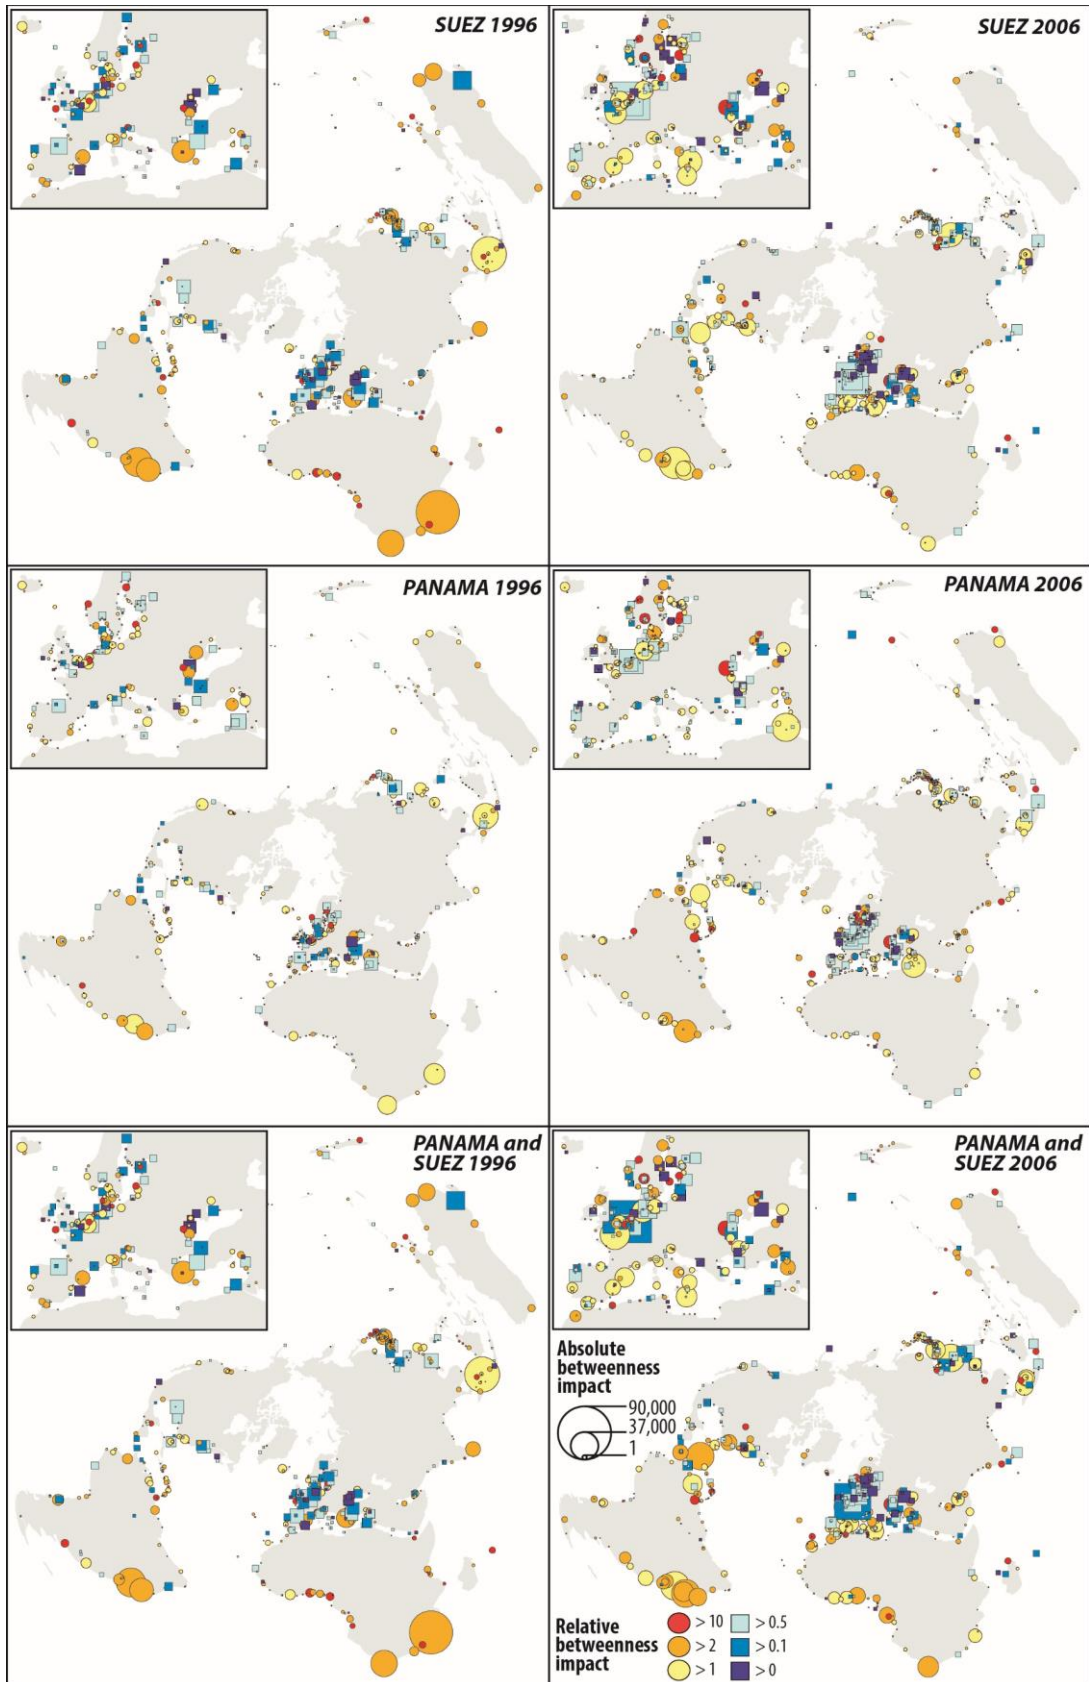 SUEZ 1996
SUEZ 2006
PANAMA 1996
PANAMA 2006
PANAMA and
SUEZ 1996
PANAMA and
SUEZ 2006
Absolute
betweenness
impact
90,000
37,000
1
Relative
betweenness
impact
> 10
> 2
> 1
> 0.5
> 0.1
> 0